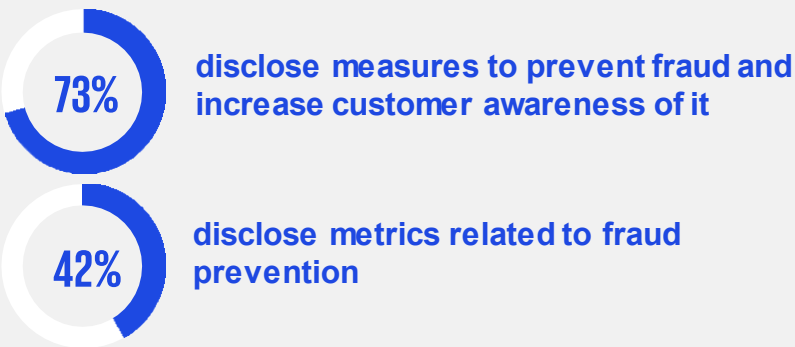 73%
disclose measures to prevent fraud and
increase customer awareness of it
42%
disclose metrics related to fraud
prevention